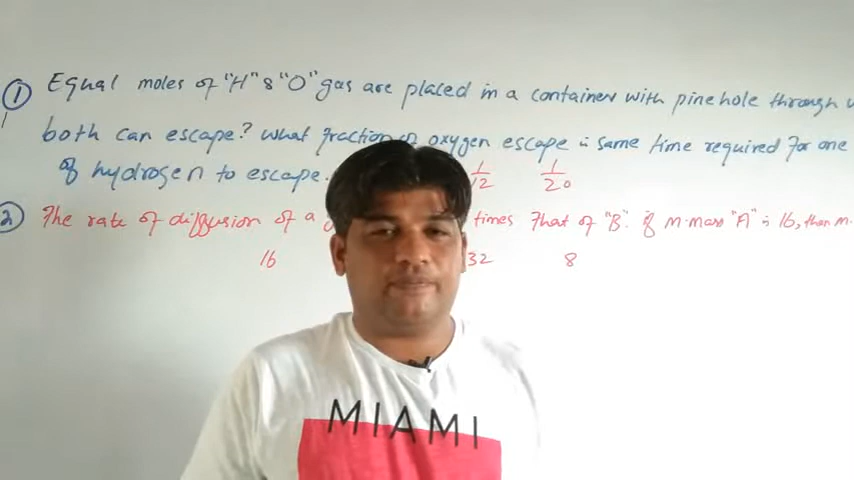 ① Equal moles of "H" & "O" gas are placed in a container with pinehole through
both can escape? what fraction of oxygen escape in same time required for one
of hydrogen to escape. 1/12 1/20
② The rate of diffusion of a times that of "B". if m.mass "A" is 16, then m.
16 32 8
MIAMI